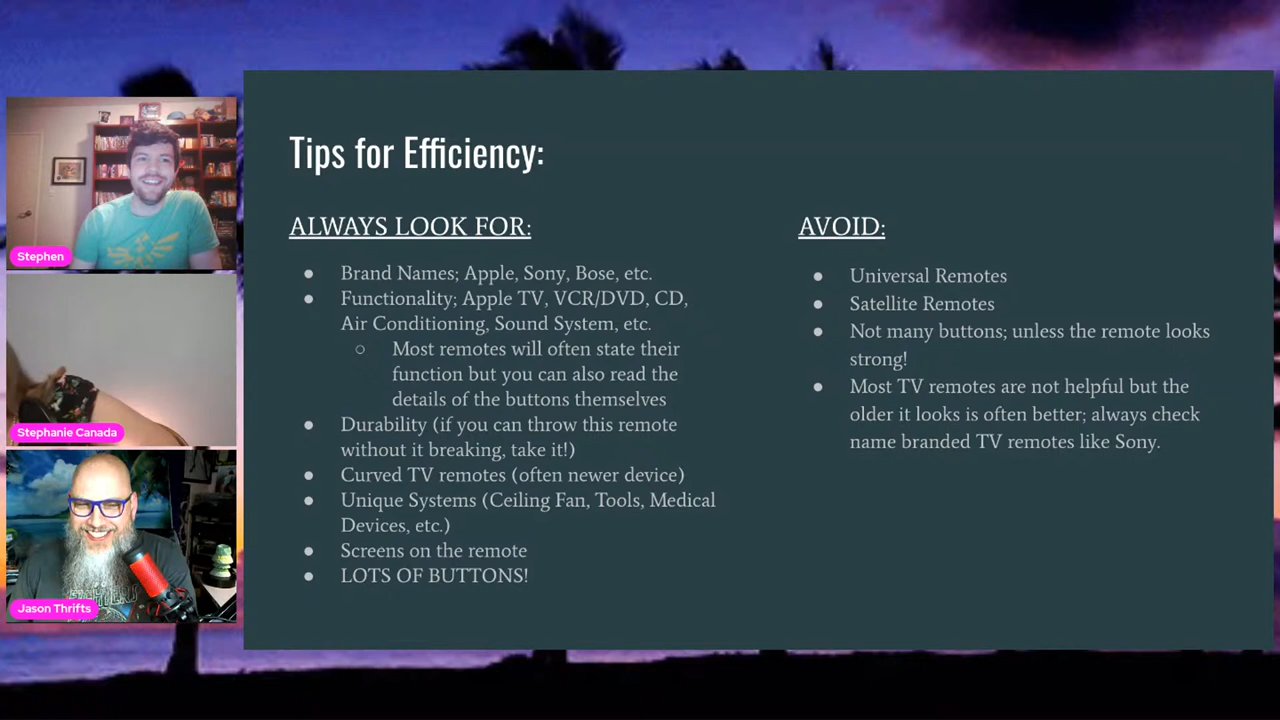 Tips for Efficiency:
ALWAYS LOOK FOR:
Brand Names; Apple, Sony, Bose, etc.
Functionality; Apple TV, VCR/DVD, CD,
Air Conditioning, Sound System, etc.
Most remotes will often state their
function but you can also read the
details of the buttons themselves
Durability (if you can throw this remote
without it breaking, take it!)
Curved TV remotes (often newer device)
Unique Systems (Ceiling Fan, Tools, Medical
Devices, etc.)
Screens on the remote
LOTS OF BUTTONS!
AVOID:
Universal Remotes
Satellite Remotes
Not many buttons; unless the remote looks
strong!
Most TV remotes are not helpful but the
older it looks is often better; always check
name branded TV remotes like Sony.
Stephen
Stephanie Canada
Jason Thrifts